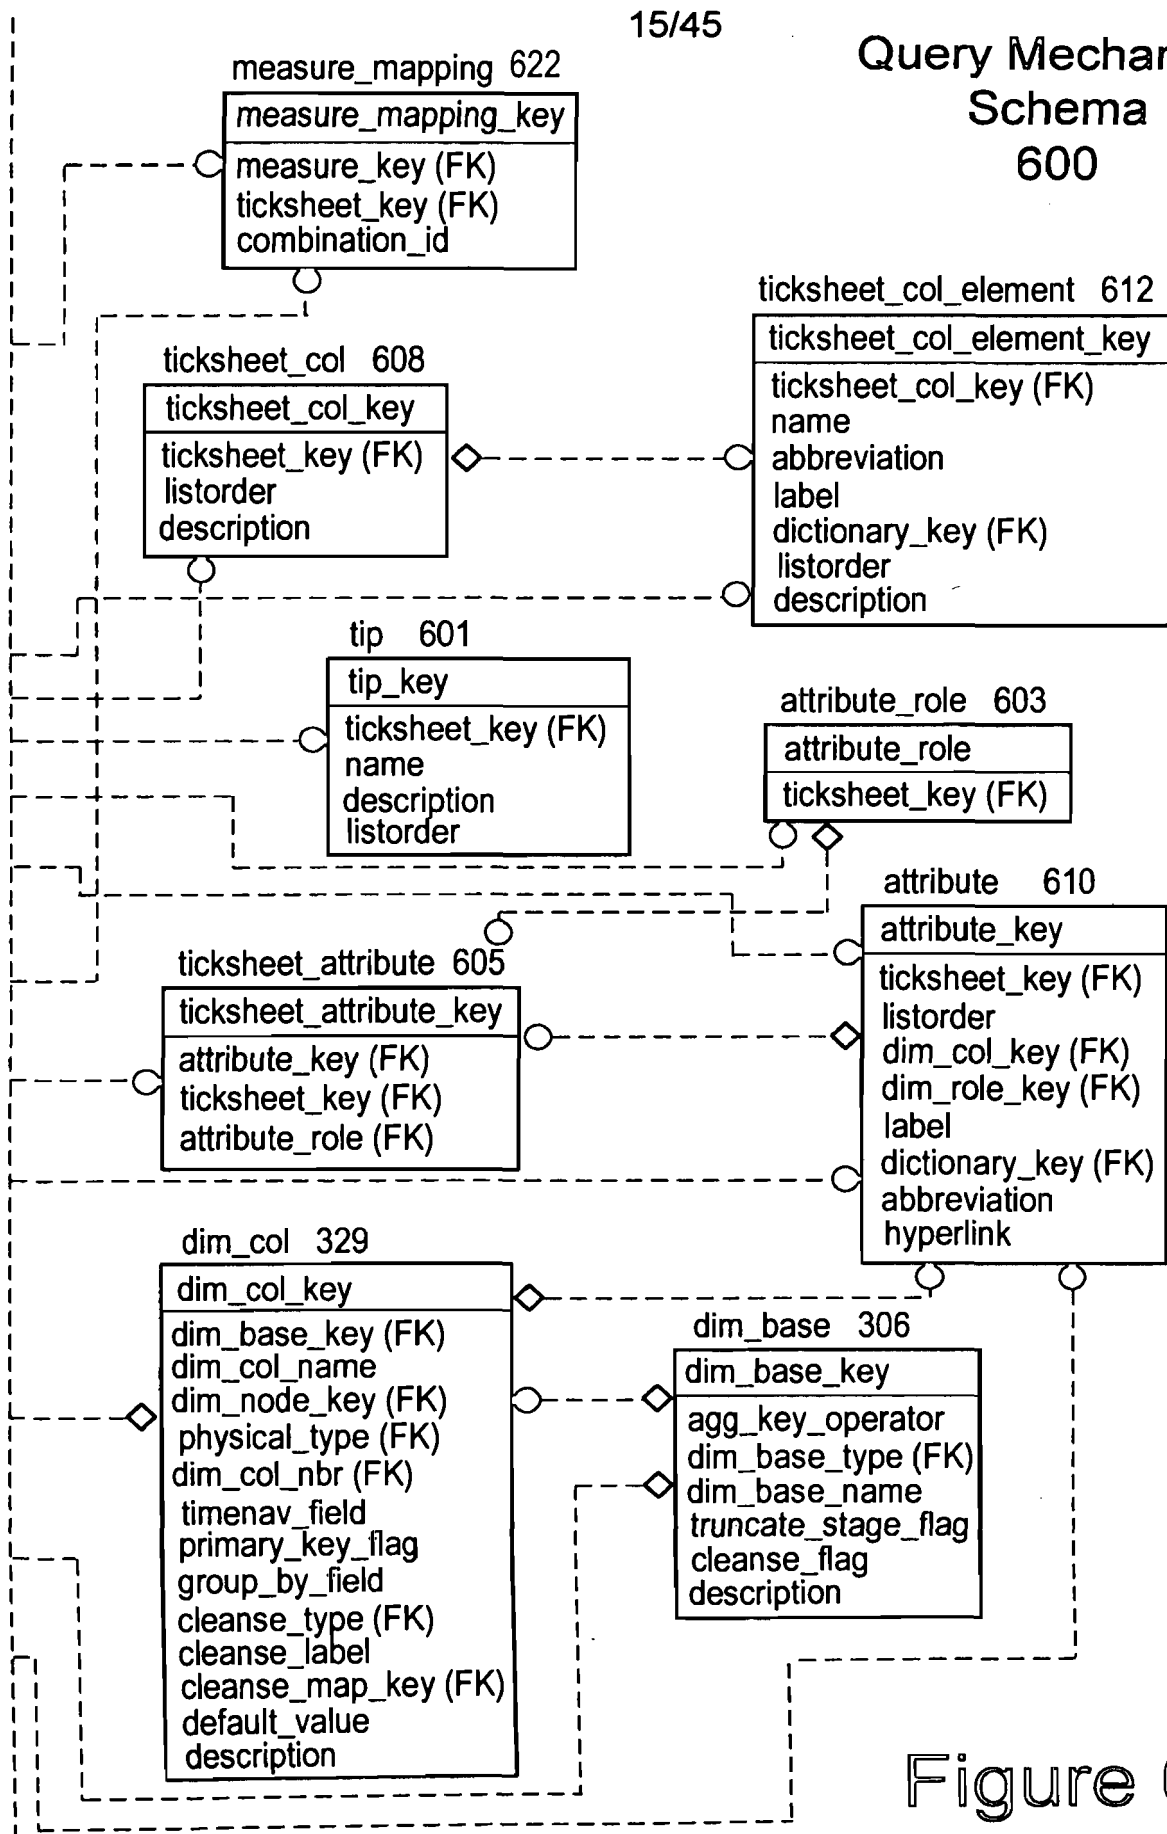 15/45
Query Mechan
Schema
600
measure_mapping 622
measure_mapping_key
measure_key (FK)
ticksheet_key (FK)
combination_id
ticksheet_col_element 612
ticksheet_col_element_key
ticksheet_col_key (FK)
name
abbreviation
label
dictionary_key (FK)
listorder
description
ticksheet_col 608
ticksheet_col_key
ticksheet_key (FK)
listorder
description
tip 601
tip_key
ticksheet_key (FK)
name
description
listorder
attribute_role 603
attribute_role
ticksheet_key (FK)
attribute 610
attribute_key
ticksheet_key (FK)
listorder
dim_col_key (FK)
dim_role_key (FK)
label
dictionary_key (FK)
abbreviation
hyperlink
ticksheet_attribute 605
ticksheet_attribute_key
attribute_key (FK)
ticksheet_key (FK)
attribute_role (FK)
dim_col 329
dim_col_key
dim_base_key (FK)
dim_col_name
dim_node_key (FK)
physical_type (FK)
dim_col_nbr (FK)
timenav_field
primary_key_flag
group_by_field
cleanse_type (FK)
cleanse_label
cleanse_map_key (FK)
default_value
description
dim_base 306
dim_base_key
agg_key_operator
dim_base_type (FK)
dim_base_name
truncate_stage_flag
cleanse_flag
description
Figure